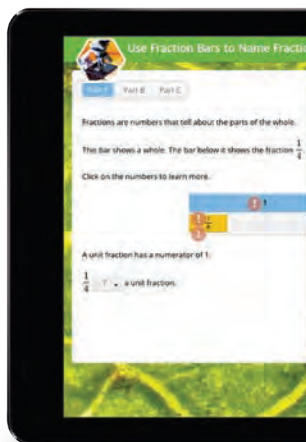 Use Fraction Bars to Name Fractio
Part A Part B Part C
Fractions are numbers that tell about the parts of the whole.
This bar shows a whole. The bar below it shows the fraction 1/4.
Click on the numbers to learn more.
1
1/4
A unit fraction has a numerator of 1.
1/4 ? a unit fraction.